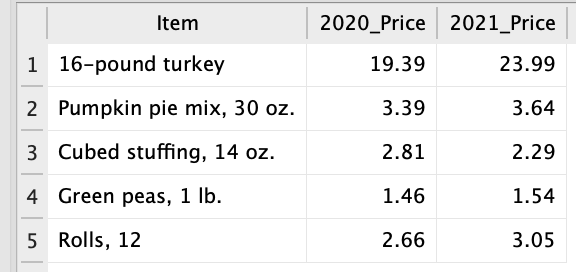 Item 2020_Price 2021_Price
1 16-pound turkey 19.39 23.99
2 Pumpkin pie mix, 30 oz. 3.39 3.64
3 Cubed stuffing, 14 oz. 2.81 2.29
4 Green peas, 1 lb. 1.46 1.54
5 Rolls, 12 2.66 3.05